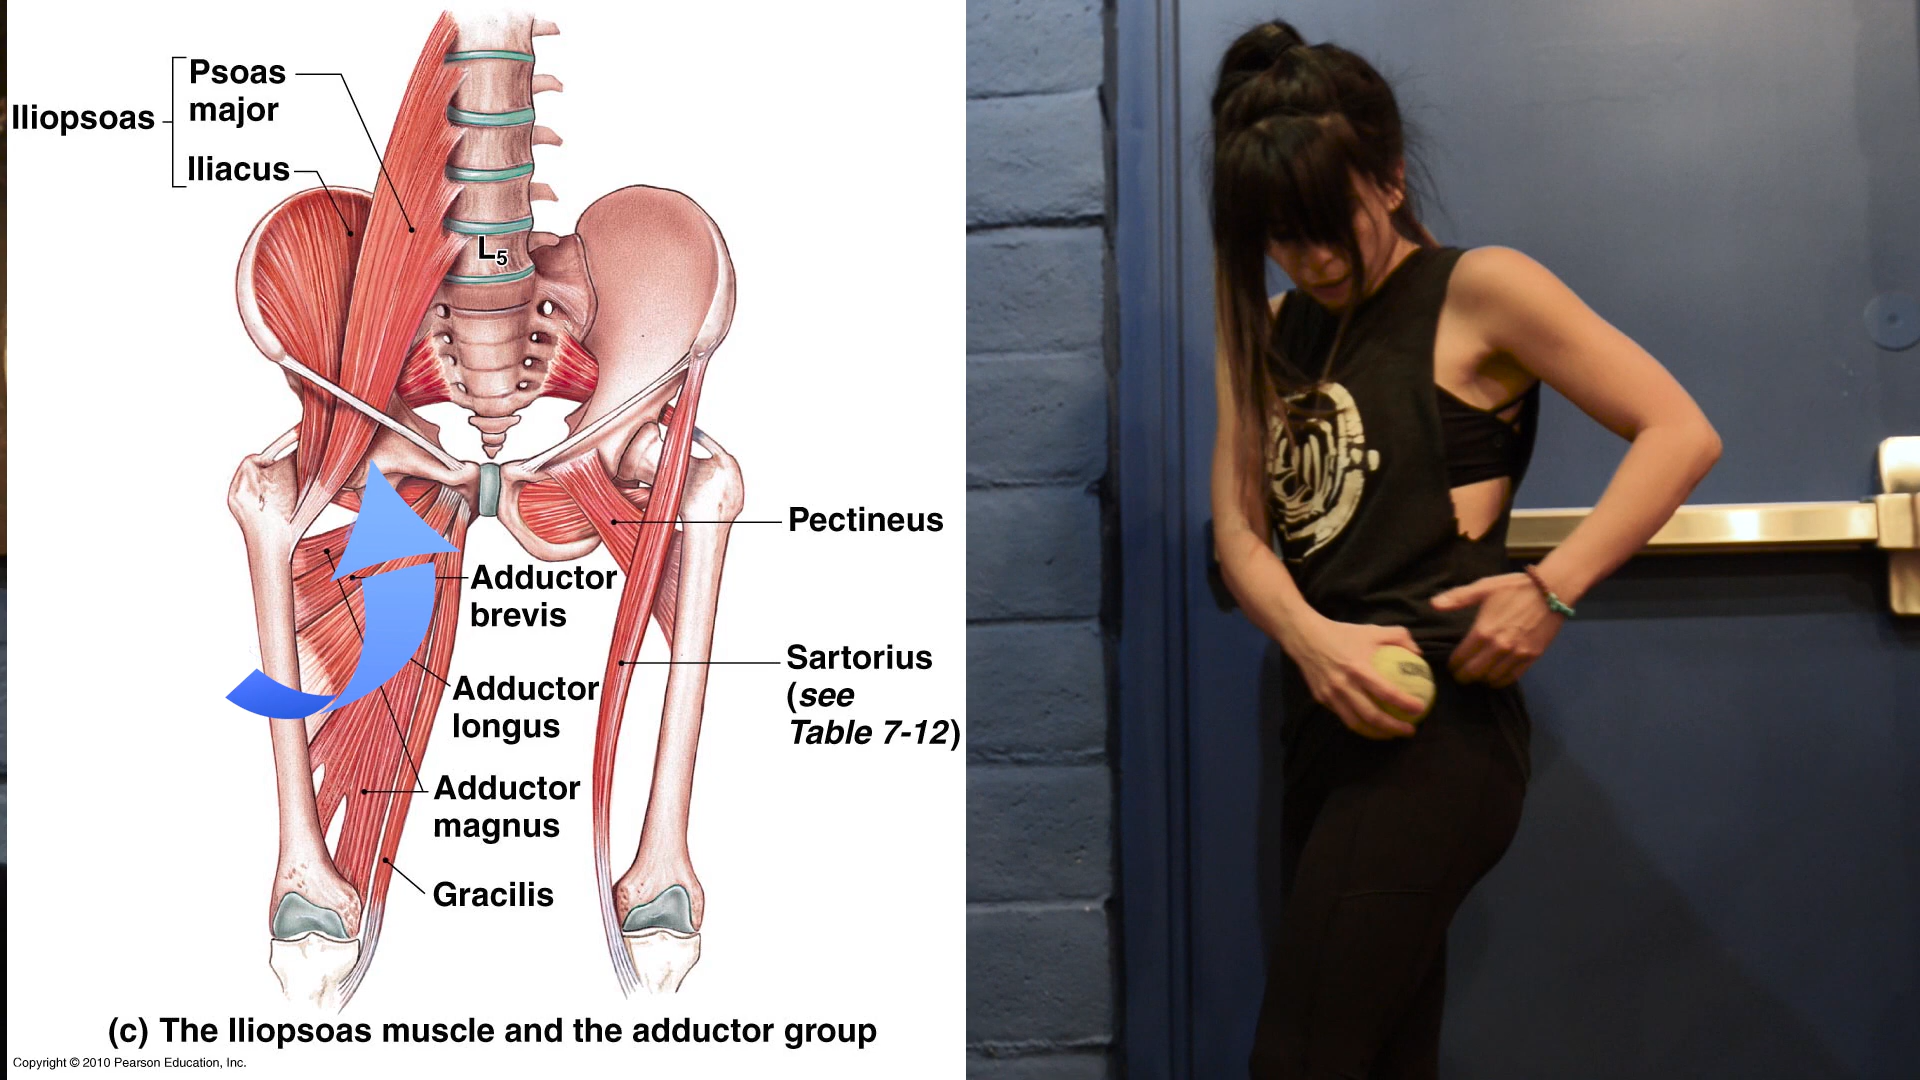 Iliopsoas
Psoas
major
Iliacus
L5
Pectineus
Adductor
brevis
Sartorius
(see
Table 7-12)
Adductor
longus
Adductor
magnus
Gracilis
(c) The Iliopsoas muscle and the adductor group
Copyright © 2010 Pearson Education, Inc.